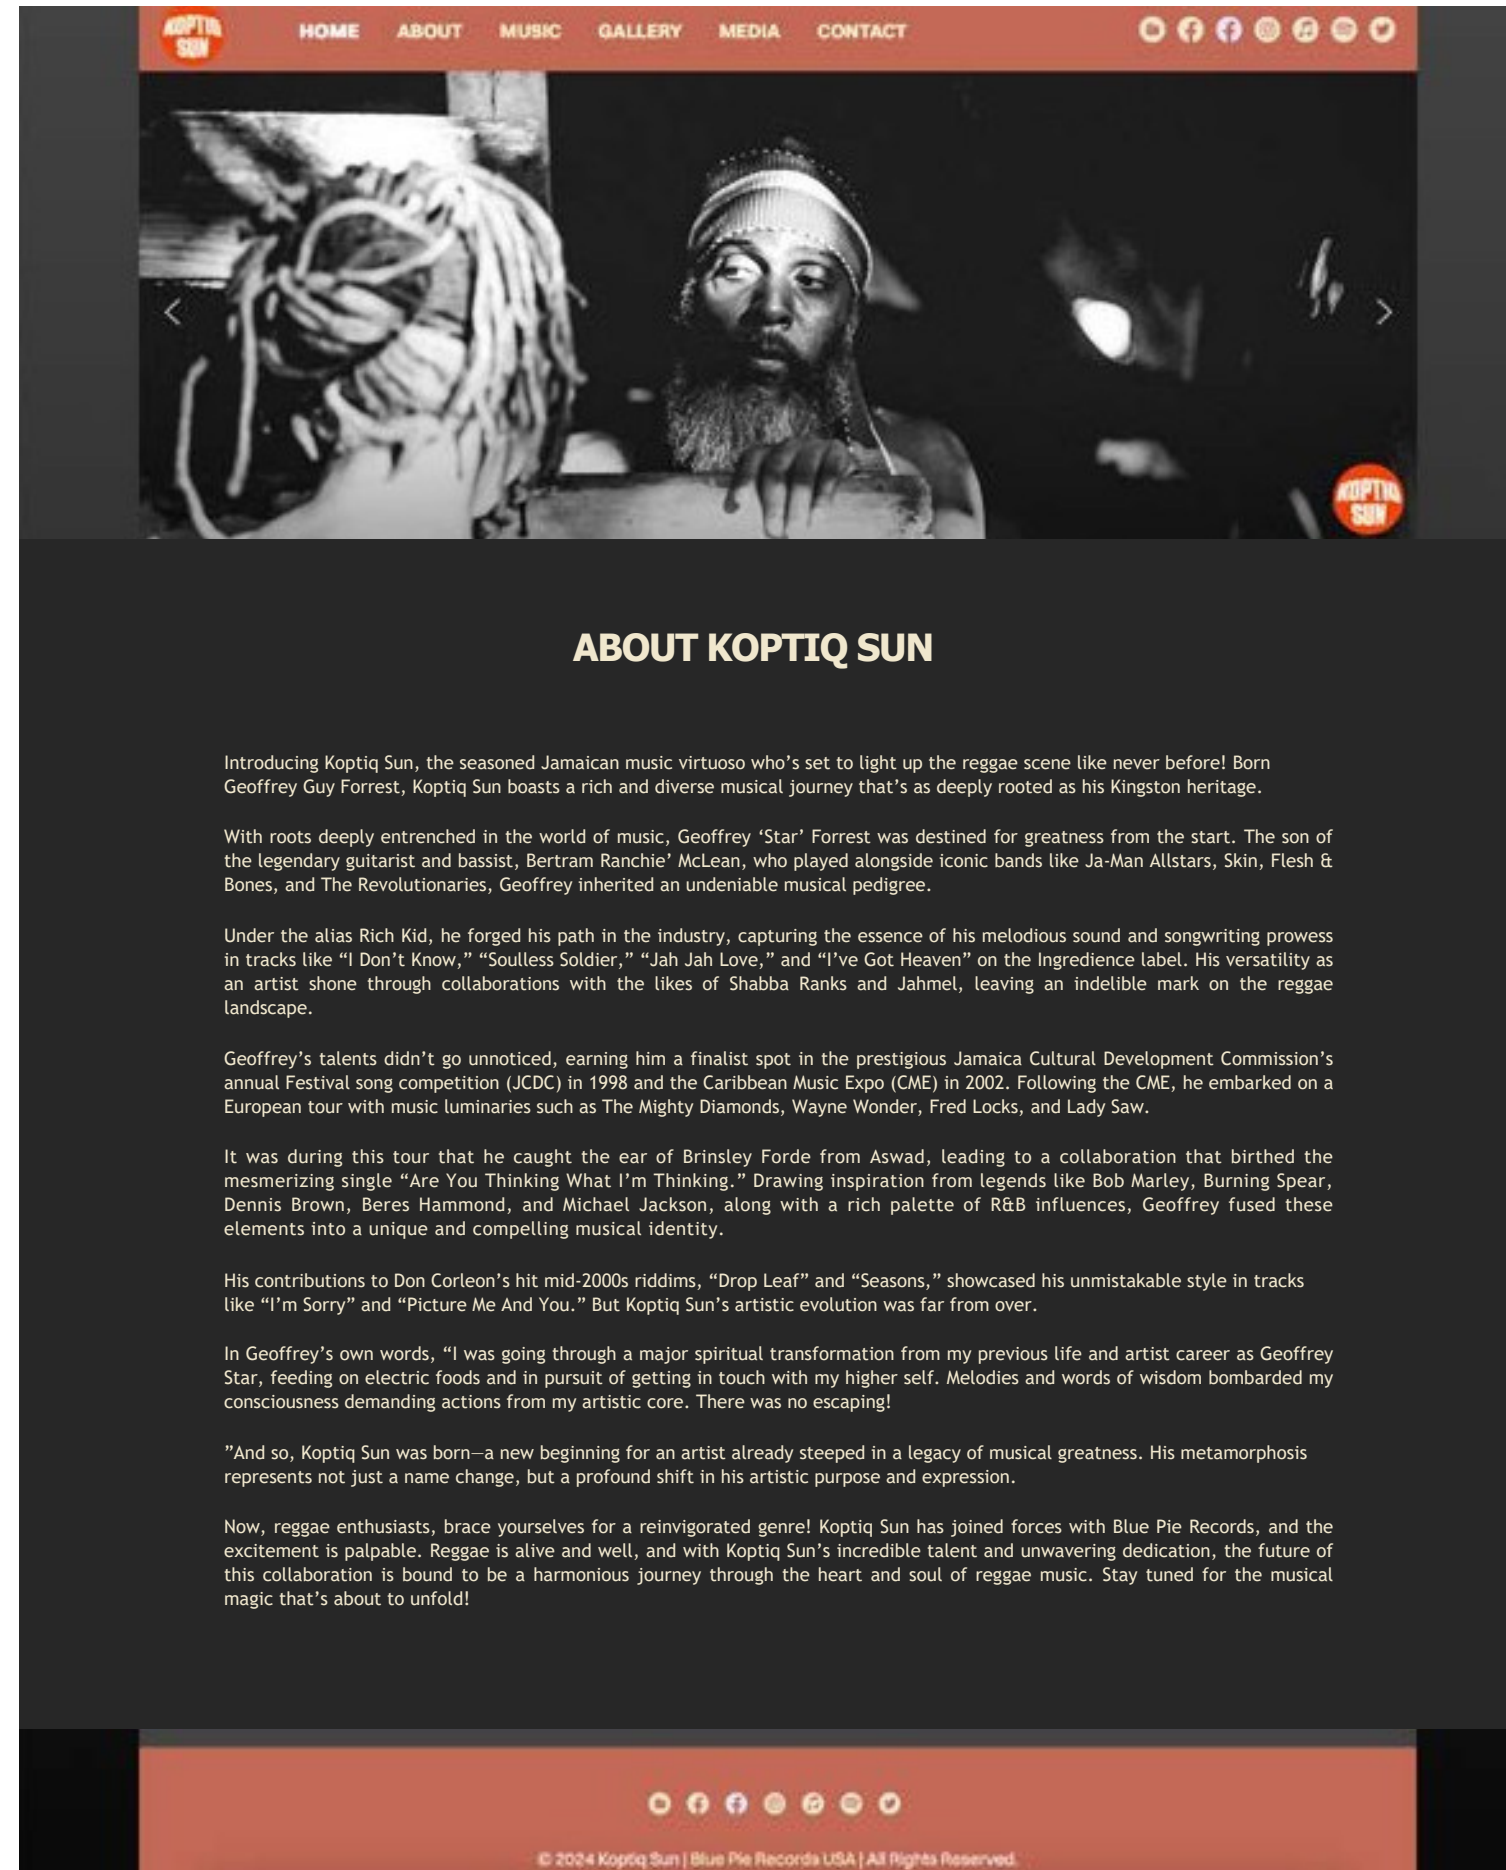 KOPTIQ
SUN
HOME ABOUT MUSIC GALLERY MEDIA CONTACT
KOPTIQ
SUN
ABOUT KOPTIQ SUN
Introducing Koptiq Sun, the seasoned Jamaican music virtuoso who’s set to light up the reggae scene like never before! Born
Geoffrey Guy Forrest, Koptiq Sun boasts a rich and diverse musical journey that’s as deeply rooted as his Kingston heritage.
With roots deeply entrenched in the world of music, Geoffrey ‘Star’ Forrest was destined for greatness from the start. The son of
the legendary guitarist and bassist, Bertram Ranchie’ McLean, who played alongside iconic bands like Ja-Man Allstars, Skin, Flesh &
Bones, and The Revolutionaries, Geoffrey inherited an undeniable musical pedigree.
Under the alias Rich Kid, he forged his path in the industry, capturing the essence of his melodious sound and songwriting prowess
in tracks like “I Don’t Know,” “Soulless Soldier,” “Jah Jah Love,” and “I’ve Got Heaven” on the Ingredience label. His versatility as
an artist shone through collaborations with the likes of Shabba Ranks and Jahmel, leaving an indelible mark on the reggae
landscape.
Geoffrey’s talents didn’t go unnoticed, earning him a finalist spot in the prestigious Jamaica Cultural Development Commission’s
annual Festival song competition (JCDC) in 1998 and the Caribbean Music Expo (CME) in 2002. Following the CME, he embarked on a
European tour with music luminaries such as The Mighty Diamonds, Wayne Wonder, Fred Locks, and Lady Saw.
It was during this tour that he caught the ear of Brinsley Forde from Aswad, leading to a collaboration that birthed the
mesmerizing single “Are You Thinking What I’m Thinking.” Drawing inspiration from legends like Bob Marley, Burning Spear,
Dennis Brown, Beres Hammond, and Michael Jackson, along with a rich palette of R&B influences, Geoffrey fused these
elements into a unique and compelling musical identity.
His contributions to Don Corleon’s hit mid-2000s riddims, “Drop Leaf” and “Seasons,” showcased his unmistakable style in tracks
like “I’m Sorry” and “Picture Me And You.” But Koptiq Sun’s artistic evolution was far from over.
In Geoffrey’s own words, “I was going through a major spiritual transformation from my previous life and artist career as Geoffrey
Star, feeding on electric foods and in pursuit of getting in touch with my higher self. Melodies and words of wisdom bombarded my
consciousness demanding actions from my artistic core. There was no escaping!
”And so, Koptiq Sun was born—a new beginning for an artist already steeped in a legacy of musical greatness. His metamorphosis
represents not just a name change, but a profound shift in his artistic purpose and expression.
Now, reggae enthusiasts, brace yourselves for a reinvigorated genre! Koptiq Sun has joined forces with Blue Pie Records, and the
excitement is palpable. Reggae is alive and well, and with Koptiq Sun’s incredible talent and unwavering dedication, the future of
this collaboration is bound to be a harmonious journey through the heart and soul of reggae music. Stay tuned for the musical
magic that’s about to unfold!
© 2024 Koptiq Sun | Blue Pie Records USA | All Rights Reserved.